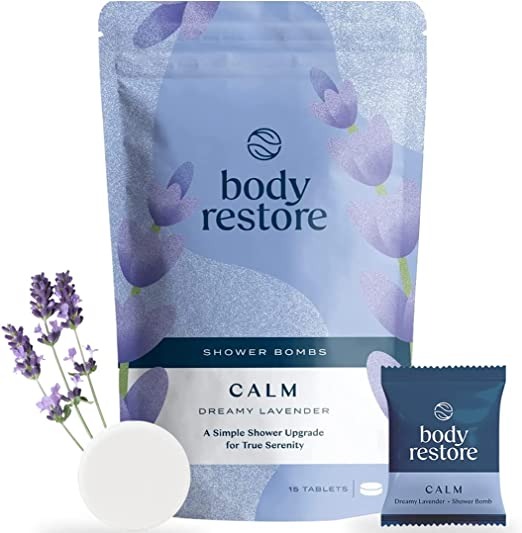 body
restore
SHOWER BOMBS
CALM
DREAMY LAVENDER
A Simple Shower Upgrade
for True Serenity
15 TABLETS
body
restore
CALM
Dreamy Lavender • Shower Bomb